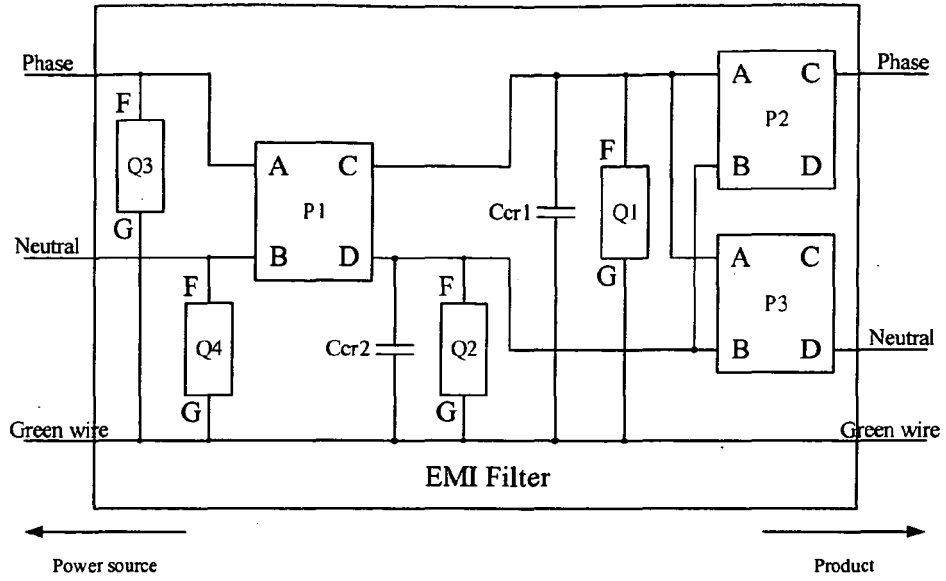 Phase
Phase
F
A
C
A
C
P2
Q3
F
B
D
A
C
P1
Ccr1
Q1
G
Neutral
B
D
G
A
C
F
F
P3
Q4
Ccr2
Q2
B
D
Neutral
G
G
Green wire
Green wire
EMI Filter
Power source
Product